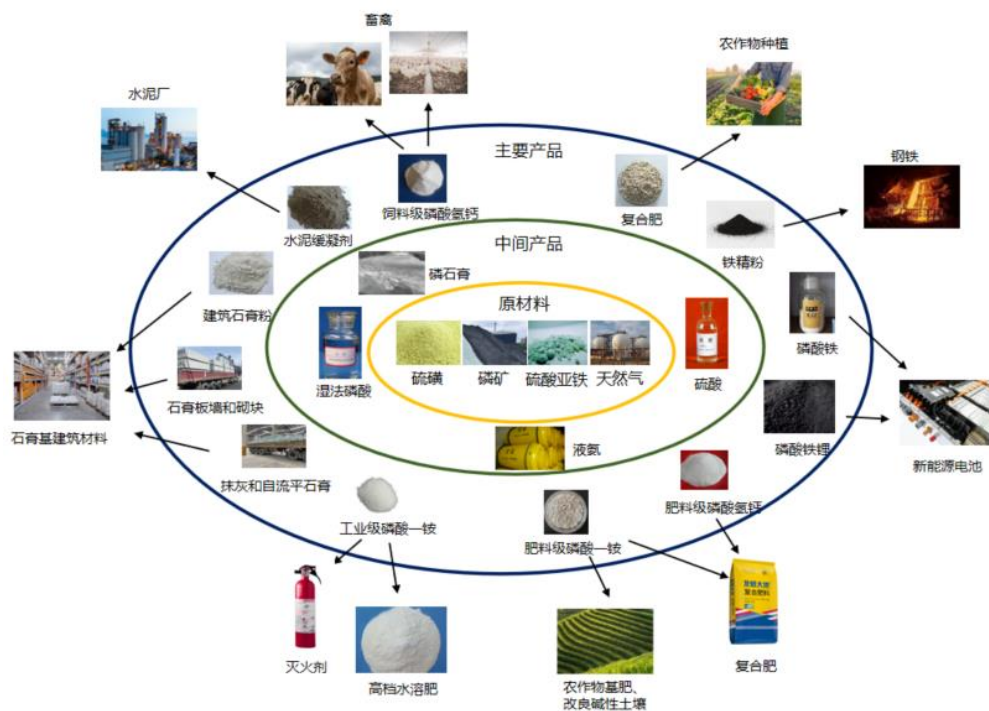 畜禽
农作物种植
水泥厂
主要产品
钢铁
饲料级磷酸氢钙
复合肥
水泥缓凝剂
中间产品
铁精粉
磷石膏
建筑石膏粉
原材料
磷酸铁
湿法磷酸
硫磺
磷矿
硫酸亚铁
天然气
硫酸
石膏板墙和砌块
石膏基建筑材料
磷酸铁锂
新能源电池
液氨
抹灰和自流平石膏
肥料级磷酸氢钙
工业级磷酸一铵
肥料级磷酸一铵
复合肥料
灭火剂
高档水溶肥
农作物基肥、
改良碱性土壤
复合肥